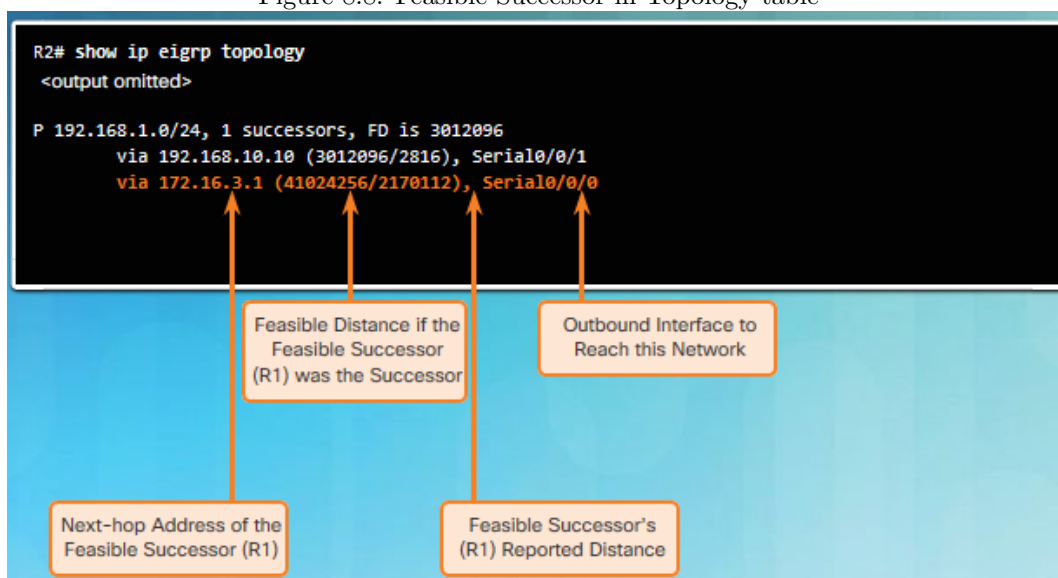 Figure 8.8: Feasible Successor in Topology table
R2# show ip eigrp topology
<output omitted>
P 192.168.1.0/24, 1 successors, FD is 3012096
via 192.168.10.10 (3012096/2816), Serial0/0/1
via 172.16.3.1 (41024256/2170112), Serial0/0/0
Feasible Distance if the
Feasible Successor
(R1) was the Successor
Outbound Interface to
Reach this Network
Next-hop Address of the
Feasible Successor (R1)
Feasible Successor's
(R1) Reported Distance